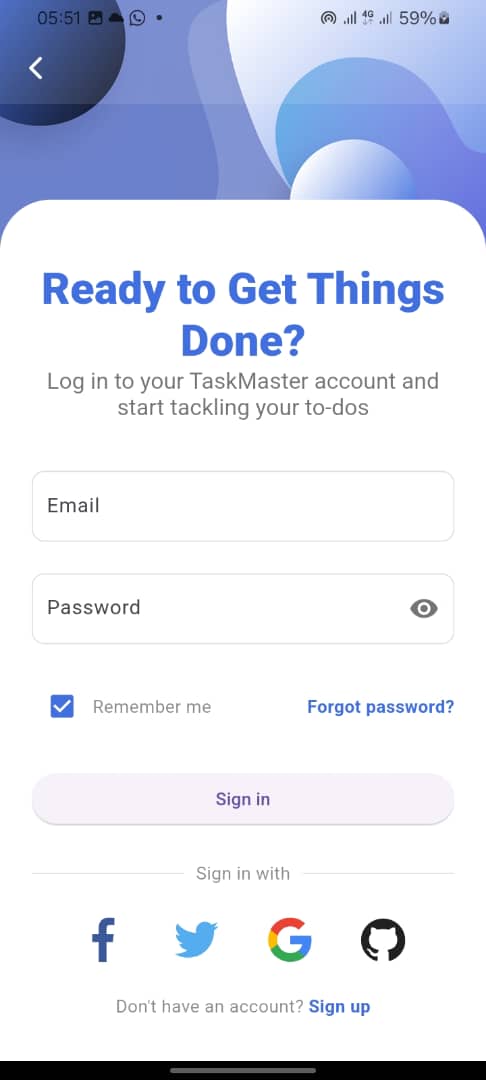 05:51 4G 59%
Ready to Get Things
Done?
Log in to your TaskMaster account and
start tackling your to-dos
Email
Password
Remember me Forgot password?
Sign in
Sign in with
Don't have an account? Sign up